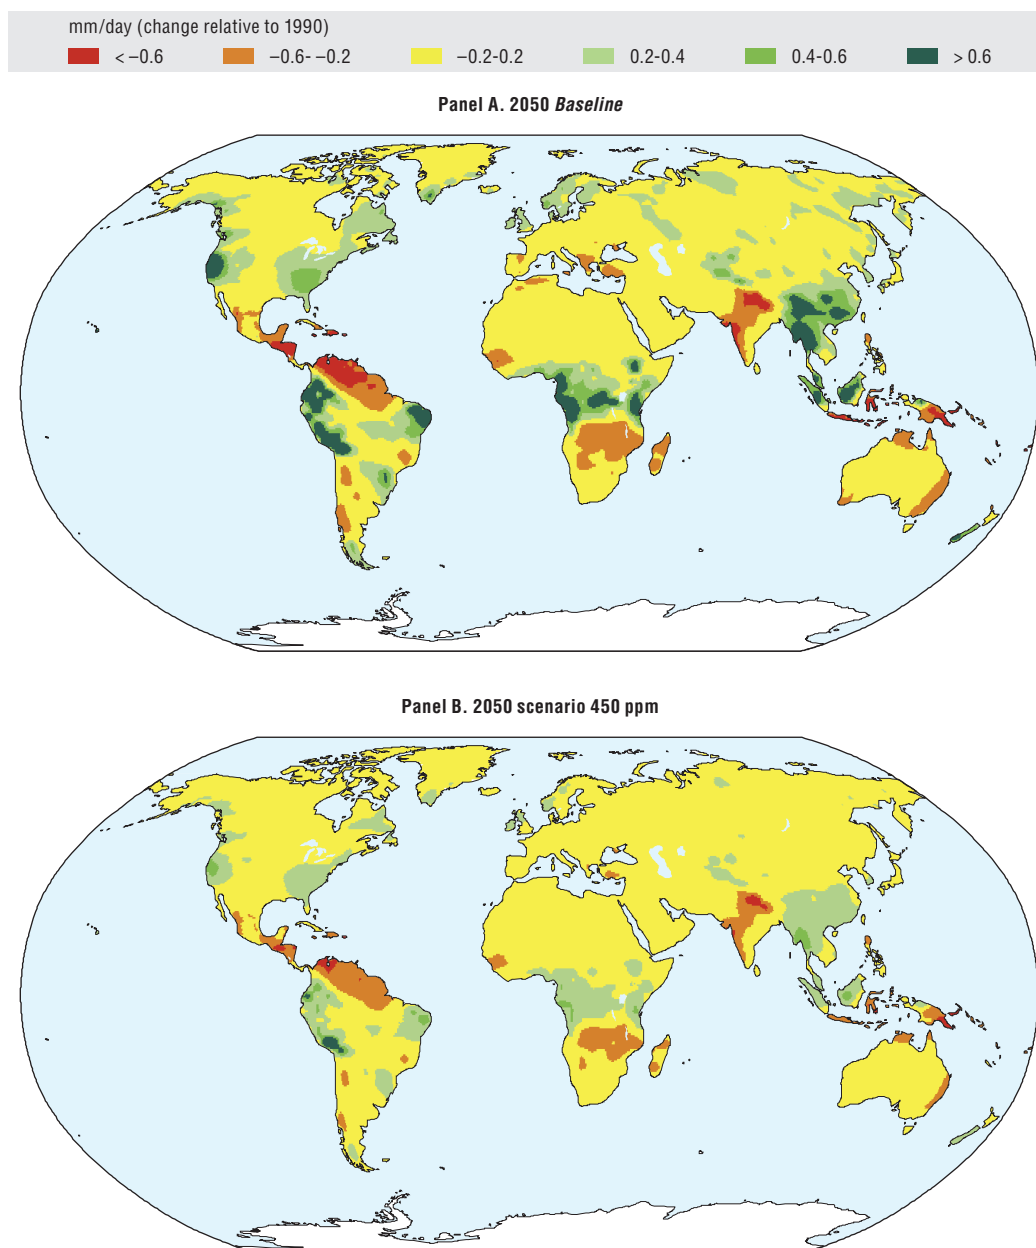 mm/day (change relative to 1990)
< –0.6 –0.6- –0.2 –0.2-0.2 0.2-0.4 0.4-0.6 > 0.6
Panel A. 2050 Baseline
Panel B. 2050 scenario 450 ppm